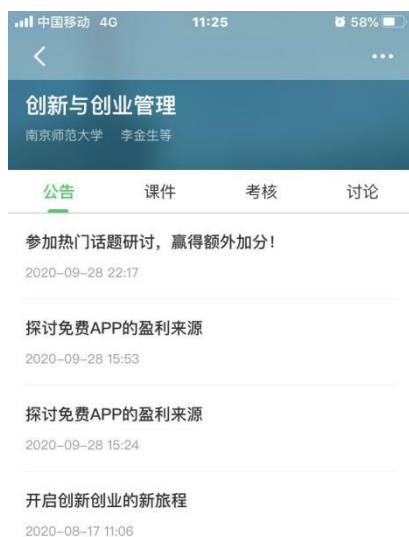 中国移动 4G 11:25 58%
创新与创业管理
南京师范大学 李金生等
公告 课件 考核 讨论
参加热门话题研讨，赢得额外加分！
2020-09-28 22:17
探讨免费APP的盈利来源
2020-09-28 15:53
探讨免费APP的盈利来源
2020-09-28 15:24
开启创新创业的新旅程
2020-08-17 11:06